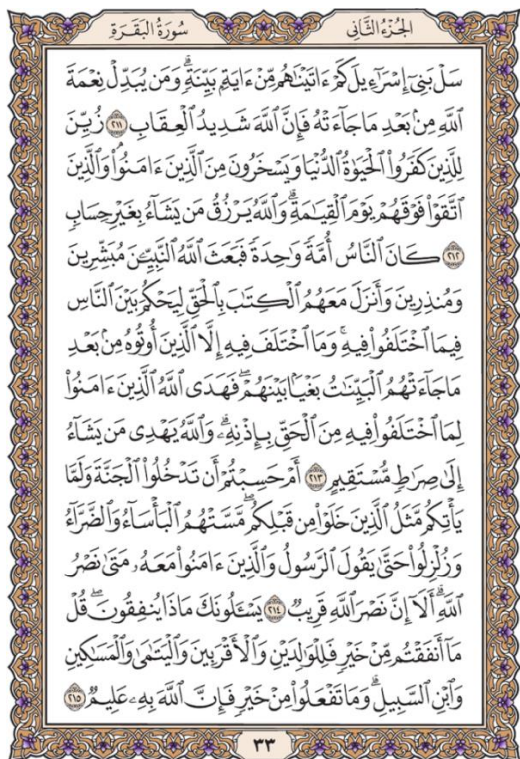 الجُزْءُ الثَّانِي
سُورَةُ البَقَرَةِ
سَلْ بَنِىٓ إِسْرَٰٓءِيلَ كَمْ ءَاتَيْنَٰهُم مِّنْ ءَايَةِۭ بَيِّنَةٍۗ وَمَن يُبَدِّلْ نِعْمَةَ
ٱللَّهِ مِنۢ بَعْدِ مَا جَآءَتْهُ فَإِنَّ ٱللَّهَ شَدِيدُ ٱلْعِقَابِ ٢١١ زُيِّنَ
لِلَّذِينَ كَفَرُوا۟ ٱلْحَيَوٰةُ ٱلدُّنْيَا وَيَسْخَرُونَ مِنَ ٱلَّذِينَ ءَامَنُوا۟ۘ وَٱلَّذِينَ
ٱتَّقَوْا۟ فَوْقَهُمْ يَوْمَ ٱلْقِيَٰمَةِۗ وَٱللَّهُ يَرْزُقُ مَن يَشَآءُ بِغَيْرِ حِسَابٍ
٢١٢ كَانَ ٱلنَّاسُ أُمَّةً وَٰحِدَةً فَبَعَثَ ٱللَّهُ ٱلنَّبِيِّـۧنَ مُبَشِّرِينَ
وَمُنذِرِينَ وَأَنزَلَ مَعَهُمُ ٱلْكِتَٰبَ بِٱلْحَقِّ لِيَحْكُمَ بَيْنَ ٱلنَّاسِ
فِيمَا ٱخْتَلَفُوا۟ فِيهِۚ وَمَا ٱخْتَلَفَ فِيهِ إِلَّا ٱلَّذِينَ أُوتُوهُ مِنۢ بَعْدِ
مَا جَآءَتْهُمُ ٱلْبَيِّنَٰتُ بَغْيَۢا بَيْنَهُمْۖ فَهَدَى ٱللَّهُ ٱلَّذِينَ ءَامَنُوا۟
لِمَا ٱخْتَلَفُوا۟ فِيهِ مِنَ ٱلْحَقِّ بِإِذْنِهِۦۗ وَٱللَّهُ يَهْدِى مَن يَشَآءُ
إِلَىٰ صِرَٰطٍ مُّسْتَقِيمٍ ٢١٣ أَمْ حَسِبْتُمْ أَن تَدْخُلُوا۟ ٱلْجَنَّةَ وَلَمَّا
يَأْتِكُم مَّثَلُ ٱلَّذِينَ خَلَوْا۟ مِن قَبْلِكُمۖ مَّسَّتْهُمُ ٱلْبَأْسَآءُ وَٱلضَّرَّآءُ
وَزُلْزِلُوا۟ حَتَّىٰ يَقُولَ ٱلرَّسُولُ وَٱلَّذِينَ ءَامَنُوا۟ مَعَهُۥ مَتَىٰ نَصْرُ
ٱللَّهِۗ أَلَآ إِنَّ نَصْرَ ٱللَّهِ قَرِيبٌ ٢١٤ يَسْـَٔلُونَكَ مَاذَا يُنفِقُونَۖ قُلْ
مَآ أَنفَقْتُم مِّنْ خَيْرٍ فَلِلْوَٰلِدَيْنِ وَٱلْأَقْرَبِينَ وَٱلْيَتَٰمَىٰ وَٱلْمَسَٰكِينِ
وَٱبْنِ ٱلسَّبِيلِۗ وَمَا تَفْعَلُوا۟ مِنْ خَيْرٍ فَإِنَّ ٱللَّهَ بِهِۦ عَلِيمٌ ٢١٥
٣٣